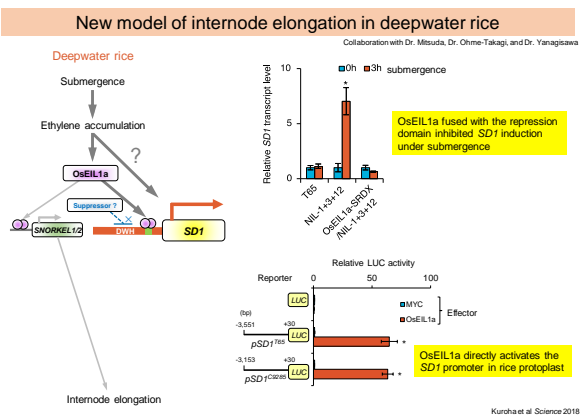 New model of internode elongation in deepwater rice
Collaboration with Dr. Mitsuda, Dr. Ohme-Takagi, and Dr. Yanagisawa
Deepwater rice
Submergence
Ethylene accumulation
?
OsEIL1a
Suppressor ?
SNORKEL1/2
DWH
SD1
Internode elongation
Relative SD1 transcript level
10
5
0
0h
3h
submergence
*
T65
NIL-1+3+12
OsEIL1a-SRDX
/NIL-1+3+12
OsEIL1a fused with the repression
domain inhibited SD1 induction
under submergence
Relative LUC activity
Reporter
0
50
100
LUC
MYC
OsEIL1a
Effector
(bp)
-3,551
+30
LUC
pSD1T65
*
-3,153
+30
LUC
pSD1C9285
*
OsEIL1a directly activates the
SD1 promoter in rice protoplast
Kuroha et al Science 2018